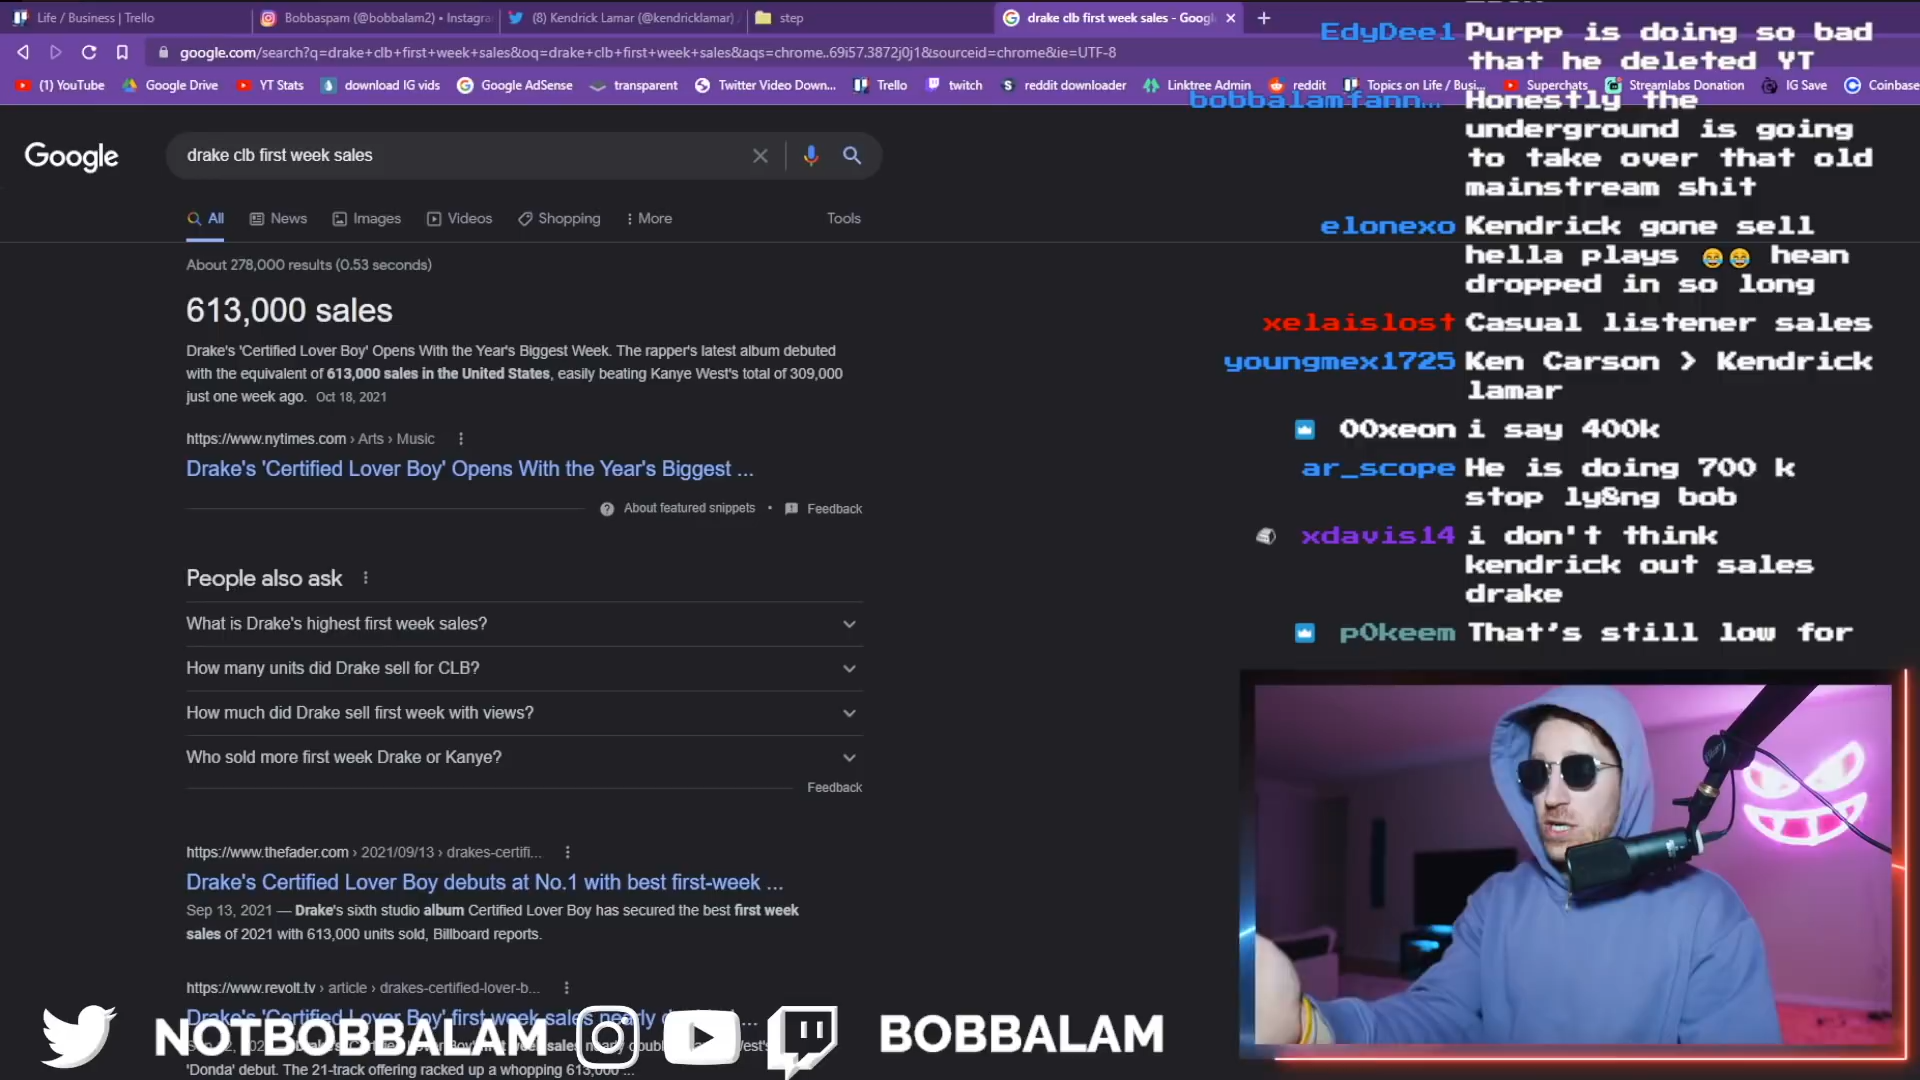 Life / Business | Trello
Bobbaspam (@bobbalam2) • Instagra
(8) Kendrick Lamar (@kendricklamar)
step
drake clb first week sales - Googl
google.com/search?q=drake+clb+first+week+sales&oq=drake+clb+first+week+sales&aqs=chrome..69i57.3872j0j1&sourceid=chrome&ie=UTF-8
(1) YouTube
Google Drive
YT Stats
download IG vids
Google AdSense
transparent
Twitter Video Down...
Trello
twitch
reddit downloader
Linktree Admin
reddit
Topics on Life / Busi...
Superchats
Streamlabs Donation
IG Save
Coinbase
Google
drake clb first week sales
All
News
Images
Videos
Shopping
More
Tools
About 278,000 results (0.53 seconds)
613,000 sales
Drake's 'Certified Lover Boy' Opens With the Year's Biggest Week. The rapper's latest album debuted
with the equivalent of 613,000 sales in the United States, easily beating Kanye West's total of 309,000
just one week ago. Oct 18, 2021
https://www.nytimes.com › Arts › Music
Drake's 'Certified Lover Boy' Opens With the Year's Biggest ...
About featured snippets • Feedback
People also ask
What is Drake's highest first week sales?
How many units did Drake sell for CLB?
How much did Drake sell first week with views?
Who sold more first week Drake or Kanye?
Feedback
https://www.thefader.com › 2021/09/13 › drakes-certifi...
Drake's Certified Lover Boy debuts at No.1 with best first-week ...
Sep 13, 2021 — Drake's sixth studio album Certified Lover Boy has secured the best first week
sales of 2021 with 613,000 units sold, Billboard reports.
https://www.revolt.tv › article › drakes-certified-lover-b...
Drake's 'Certified Lover Boy' first week sales nearly
'Donda' debut. The 21-track offering racked up a whopping 613,000 ...
NOTBOBBALAM
BOBBALAM
EdyDee1 Purpp is doing so bad
that he deleted YT
bobbalamfann... Honestly the
underground is going
to take over that old
mainstream shit
elonexo Kendrick gone sell
hella plays 😂😂 hean
dropped in so long
xelaislost Casual listener sales
youngmex1725 Ken Carson > Kendrick
lamar
00xeon i say 400k
ar_scope He is doing 700 k
stop ly&ng bob
xdavis14 i don't think
kendrick out sales
drake
p0keem That's still low for